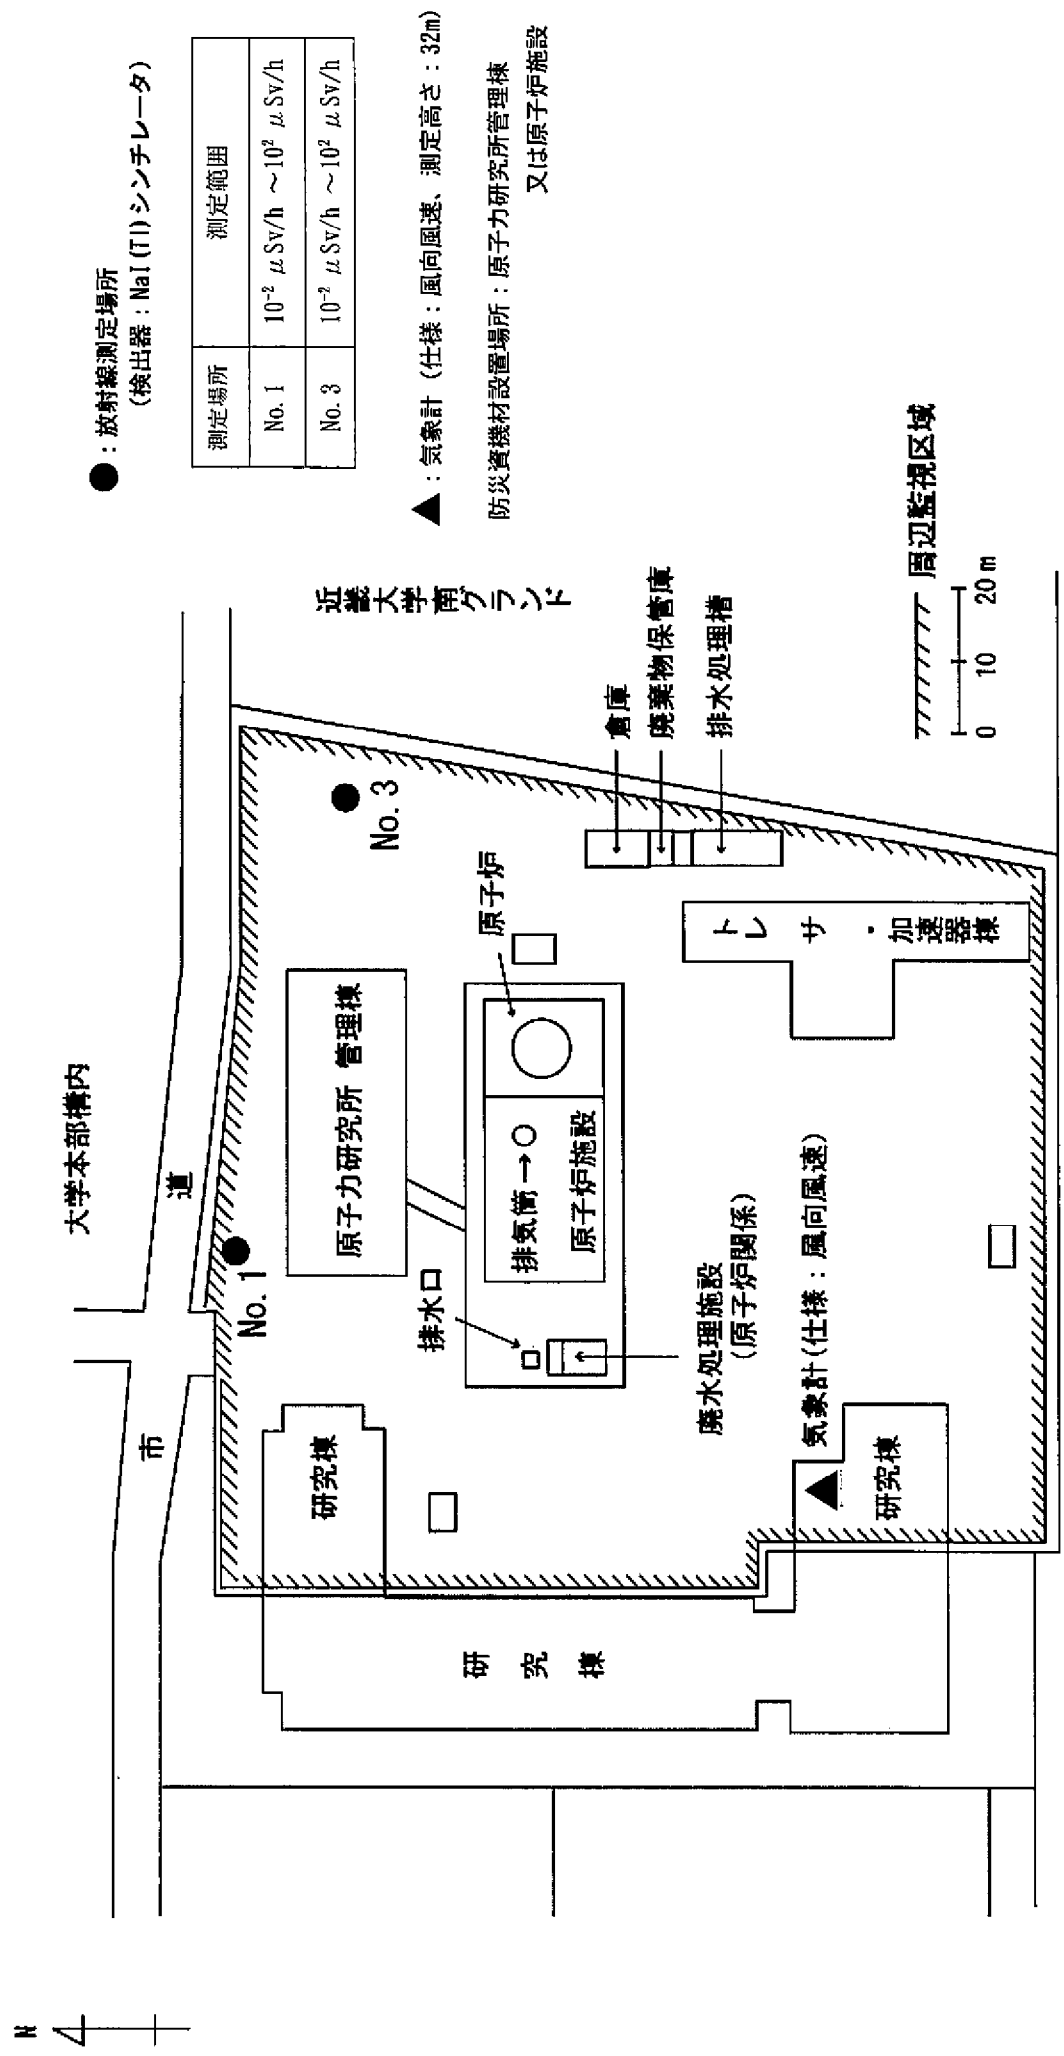 N
大学本部構内
市
道
●：放射線測定場所
（検出器：NaI(Tl)シンチレータ）
測定場所 測定範囲
No.1 10⁻² μSv/h ～10² μSv/h
No.3 10⁻² μSv/h ～10² μSv/h
▲：気象計（仕様：風向風速、測定高さ：32m）
防災資機材設置場所：原子力研究所管理棟
又は原子炉施設
No.1
No.3
近畿大学南グランド
研究棟
原子力研究所 管理棟
排水口
排気筒→
原子炉施設
原子炉
倉庫
廃棄物保管庫
排水処理槽
研究棟
廃水処理施設
（原子炉関係）
気象計（仕様：風向風速）
研究棟
トレサ・加速器棟
周辺監視区域
0 10 20m